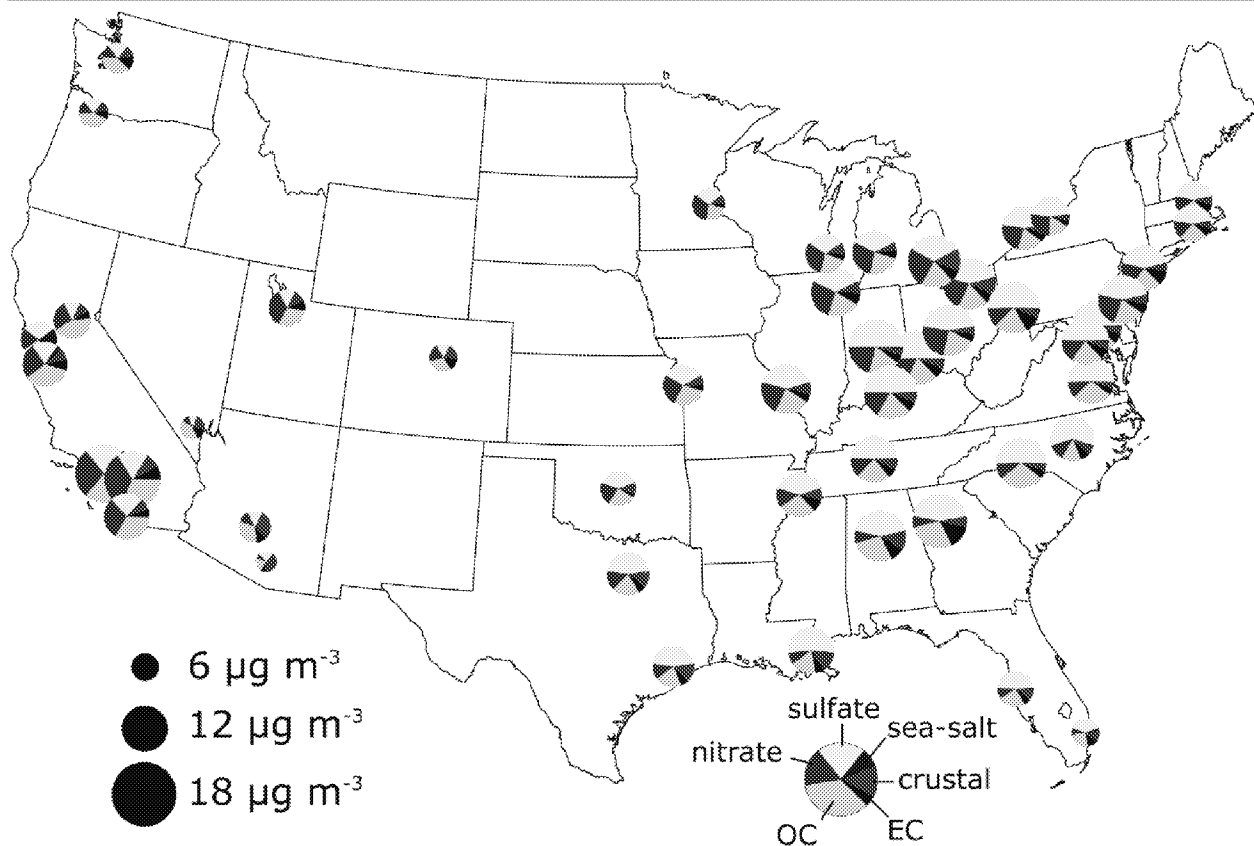 6 µg m⁻³
12 µg m⁻³
18 µg m⁻³
sulfate
sea-salt
nitrate
crustal
OC
EC